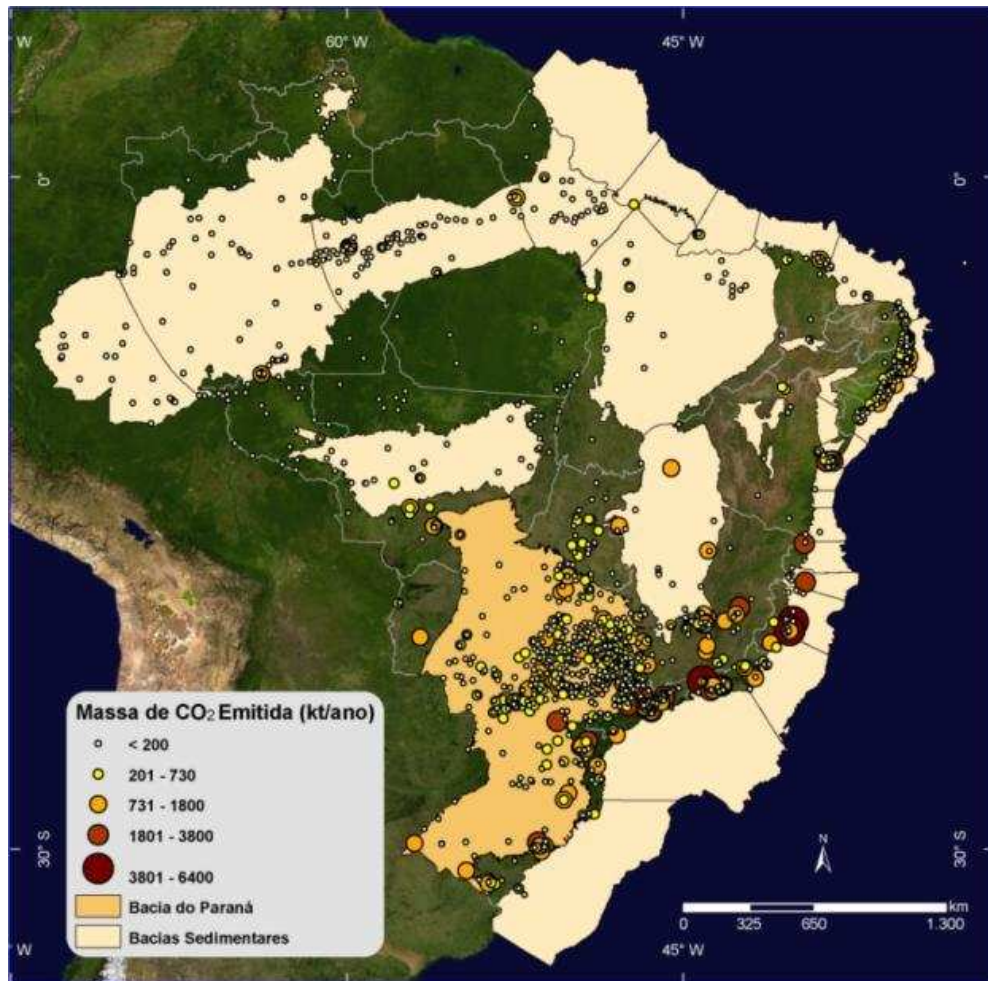 W 60° W 45° W
0° 0°
Massa de CO₂ Emitida (kt/ano)
< 200
201 - 730
731 - 1800
1801 - 3800
3801 - 6400
Bacia do Paraná
Bacias Sedimentares
30° S 30° S
N
km
0 325 650 1.300
W 45° W W